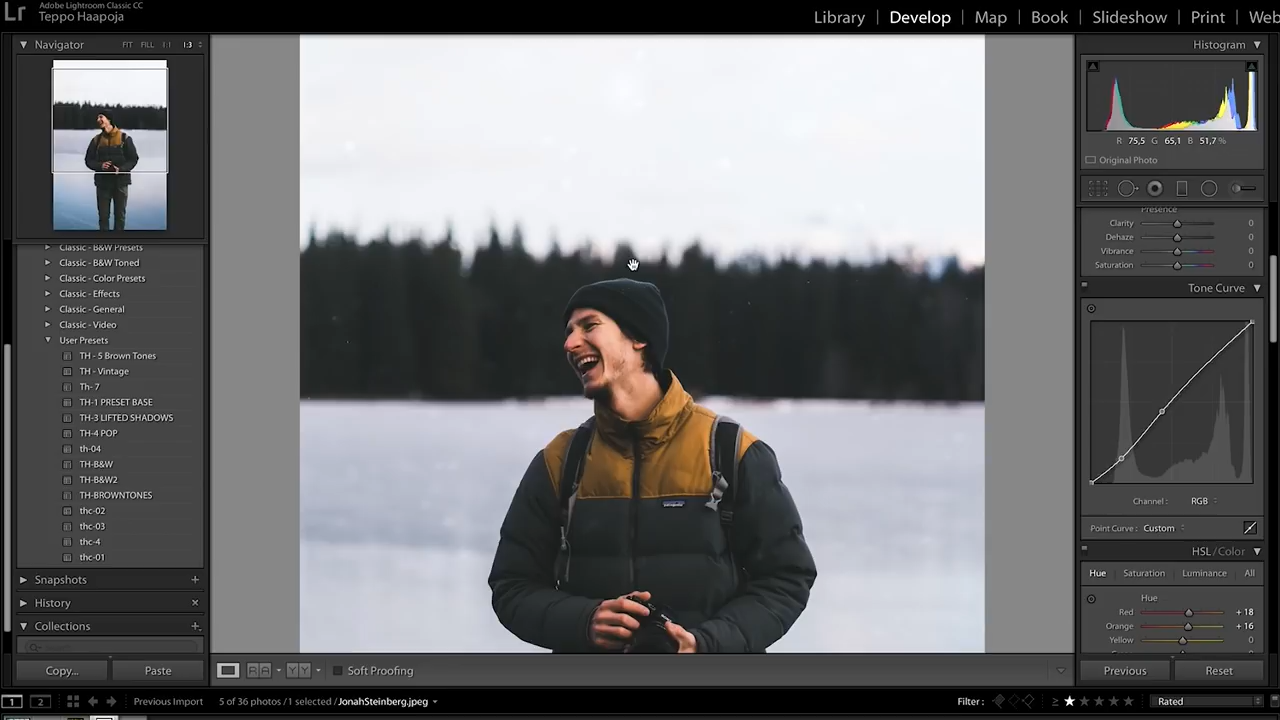 Lr
Adobe Lightroom Classic CC
Teppo Haapoja
Library | Develop | Map | Book | Slideshow | Print | Web
Navigator FIT FILL 1:1 1:3
Classic - B&W Presets
Classic - B&W Toned
Classic - Color Presets
Classic - Effects
Classic - General
Classic - Video
User Presets
TH - 5 Brown Tones
TH - Vintage
Th- 7
TH-1 PRESET BASE
TH-3 LIFTED SHADOWS
TH-4 POP
th-04
TH-B&W
TH-B&W2
TH-BROWNTONES
thc-02
thc-03
thc-4
thc-01
Snapshots
History
Collections
Copy... Paste
patagonia
Soft Proofing
Histogram
R 75,5 G 65,1 B 51,7 %
Original Photo
Presence
Clarity 0
Dehaze 0
Vibrance 0
Saturation 0
Tone Curve
Channel : RGB
Point Curve : Custom
HSL / Color
Hue Saturation Luminance All
Hue
Red + 18
Orange + 16
Yellow 0
Previous Reset
1 2 Previous Import 5 of 36 photos / 1 selected / JonahSteinberg.jpeg Filter : Rated